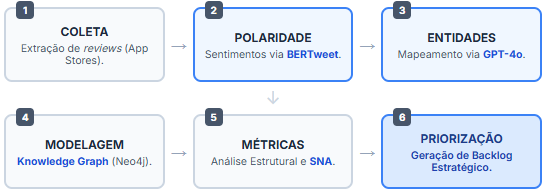 1
COLETA
Extração de reviews (App
Stores).
2
POLARIDADE
Sentimentos via BERTweet.
3
ENTIDADES
Mapeamento via GPT-4o.
4
MODELAGEM
Knowledge Graph (Neo4j).
5
MÉTRICAS
Análise Estrutural e SNA.
6
PRIORIZAÇÃO
Geração de Backlog
Estratégico.